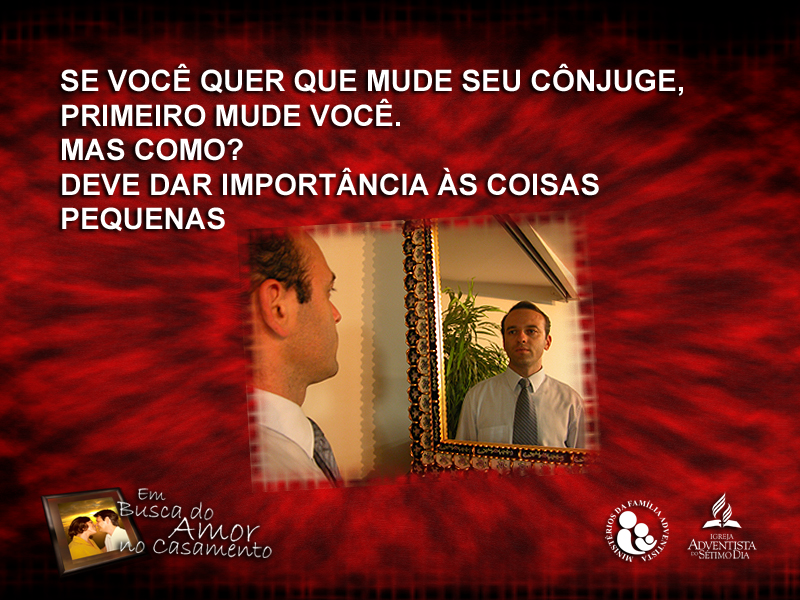 SE VOCÊ QUER QUE MUDE SEU CÔNJUGE,
PRIMEIRO MUDE VOCÊ.
MAS COMO?
DEVE DAR IMPORTÂNCIA ÀS COISAS
PEQUENAS
Em
Busca do
Amor
no Casamento
MINISTÉRIOS DA FAMÍLIA ADVENTISTA
IGREJA
ADVENTISTA
DO SÉTIMO DIA